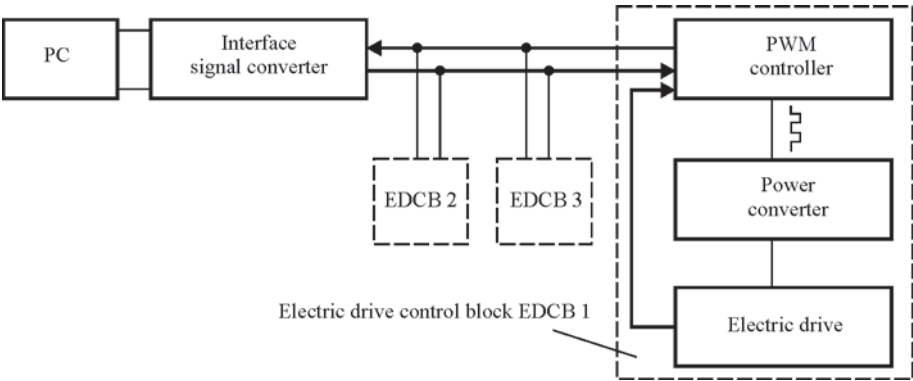 PC
Interface
signal converter
PWM
controller
EDCB 2
EDCB 3
Power
converter
Electric drive control block EDCB 1
Electric drive